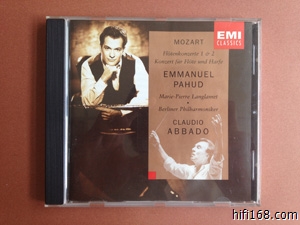 MOZART
EMI
CLASSICS
Flötenkonzerte 1 & 2
Konzert für Flöte und Harfe
EMMANUEL
PAHUD
Marie-Pierre Langlamet
Berliner Philharmoniker
CLAUDIO
ABBADO
hifi168.com